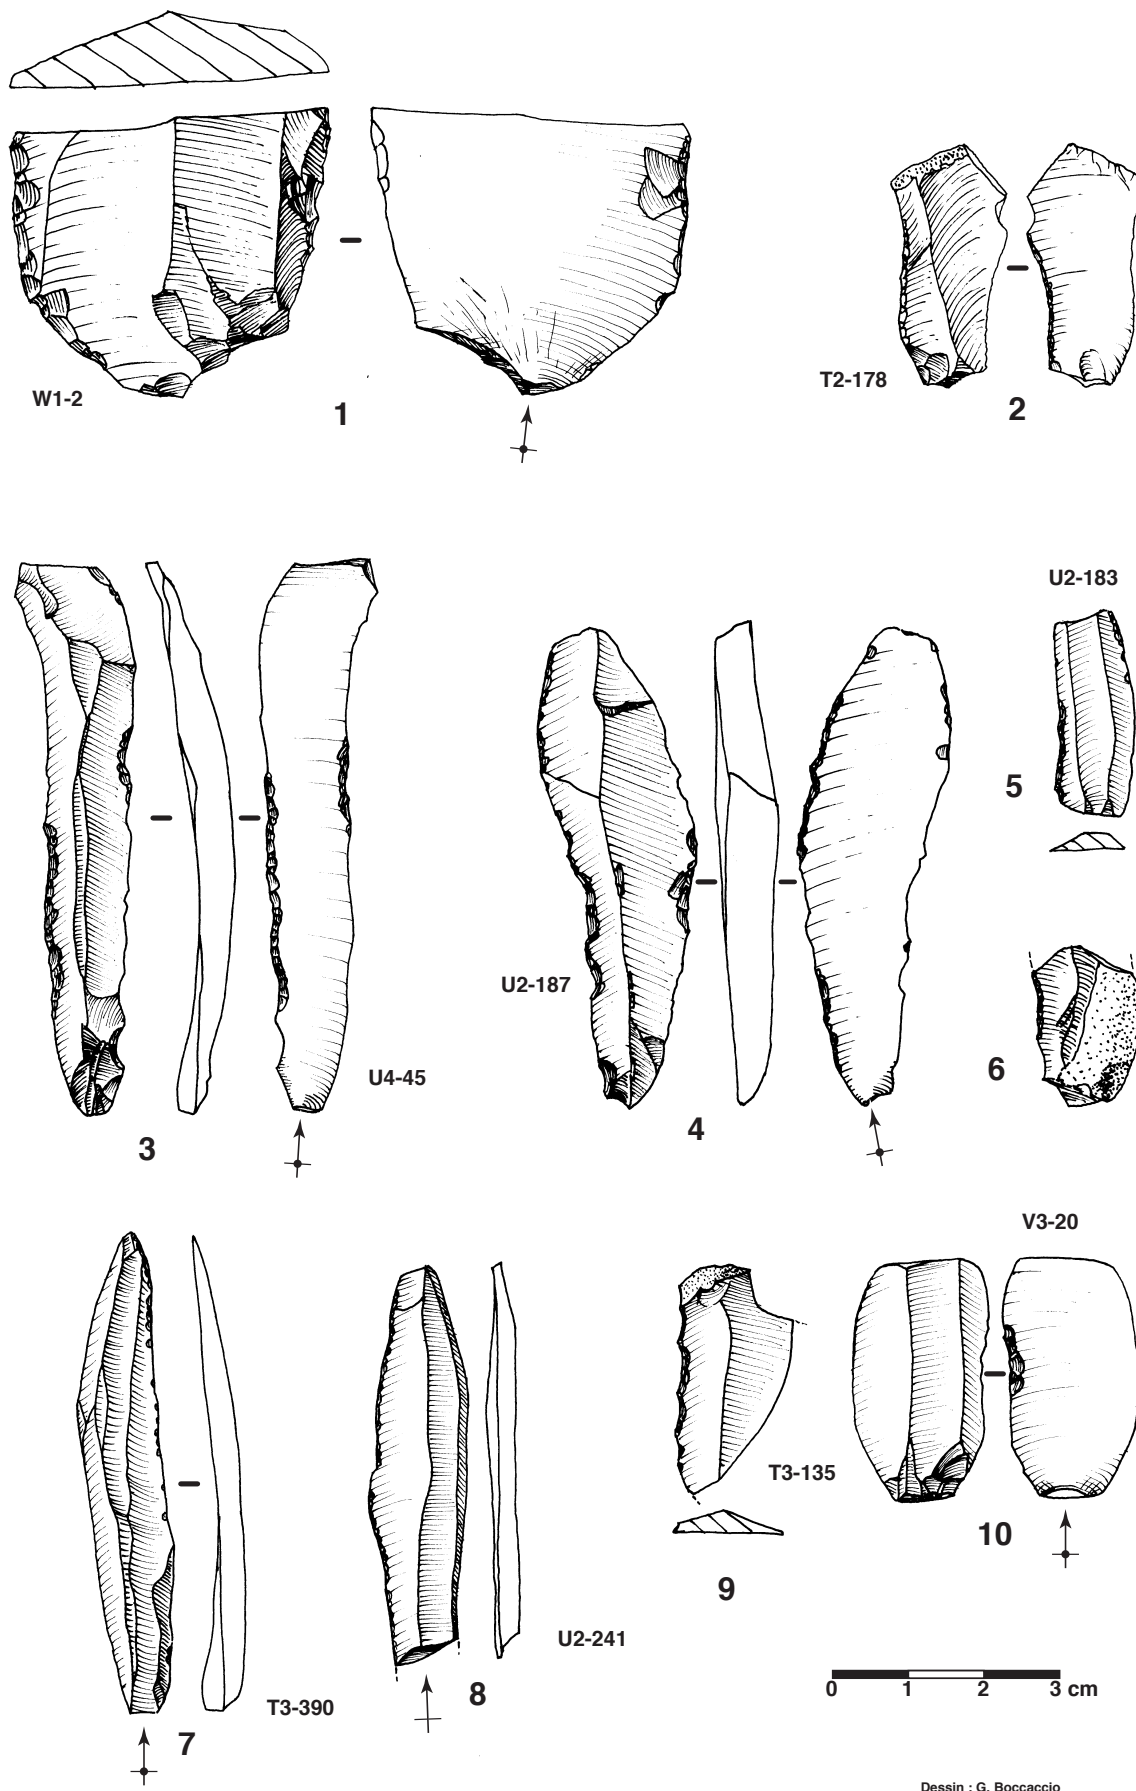 W1-2
1
T2-178
2
U4-45
3
U2-187
4
U2-183
5
6
T3-390
7
U2-241
8
T3-135
9
V3-20
10
0 1 2 3 cm
Dessin : G. Boccaccio